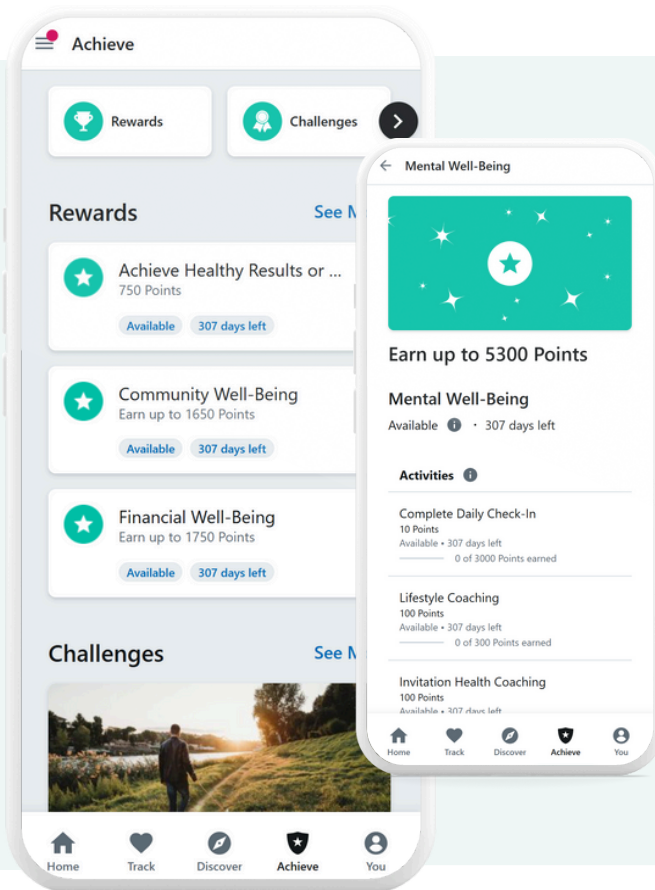 Achieve
Rewards
Challenges
Rewards
See
Achieve Healthy Results or ...
750 Points
Available
307 days left
Community Well-Being
Earn up to 1650 Points
Available
307 days left
Financial Well-Being
Earn up to 1750 Points
Available
307 days left
Challenges
See
Home
Track
Discover
Achieve
You
Mental Well-Being
Earn up to 5300 Points
Mental Well-Being
Available · 307 days left
Activities
Complete Daily Check-In
10 Points
Available • 307 days left
0 of 3000 Points earned
Lifestyle Coaching
100 Points
Available • 307 days left
0 of 300 Points earned
Invitation Health Coaching
100 Points
Available • 307 days left
Home
Track
Discover
Achieve
You